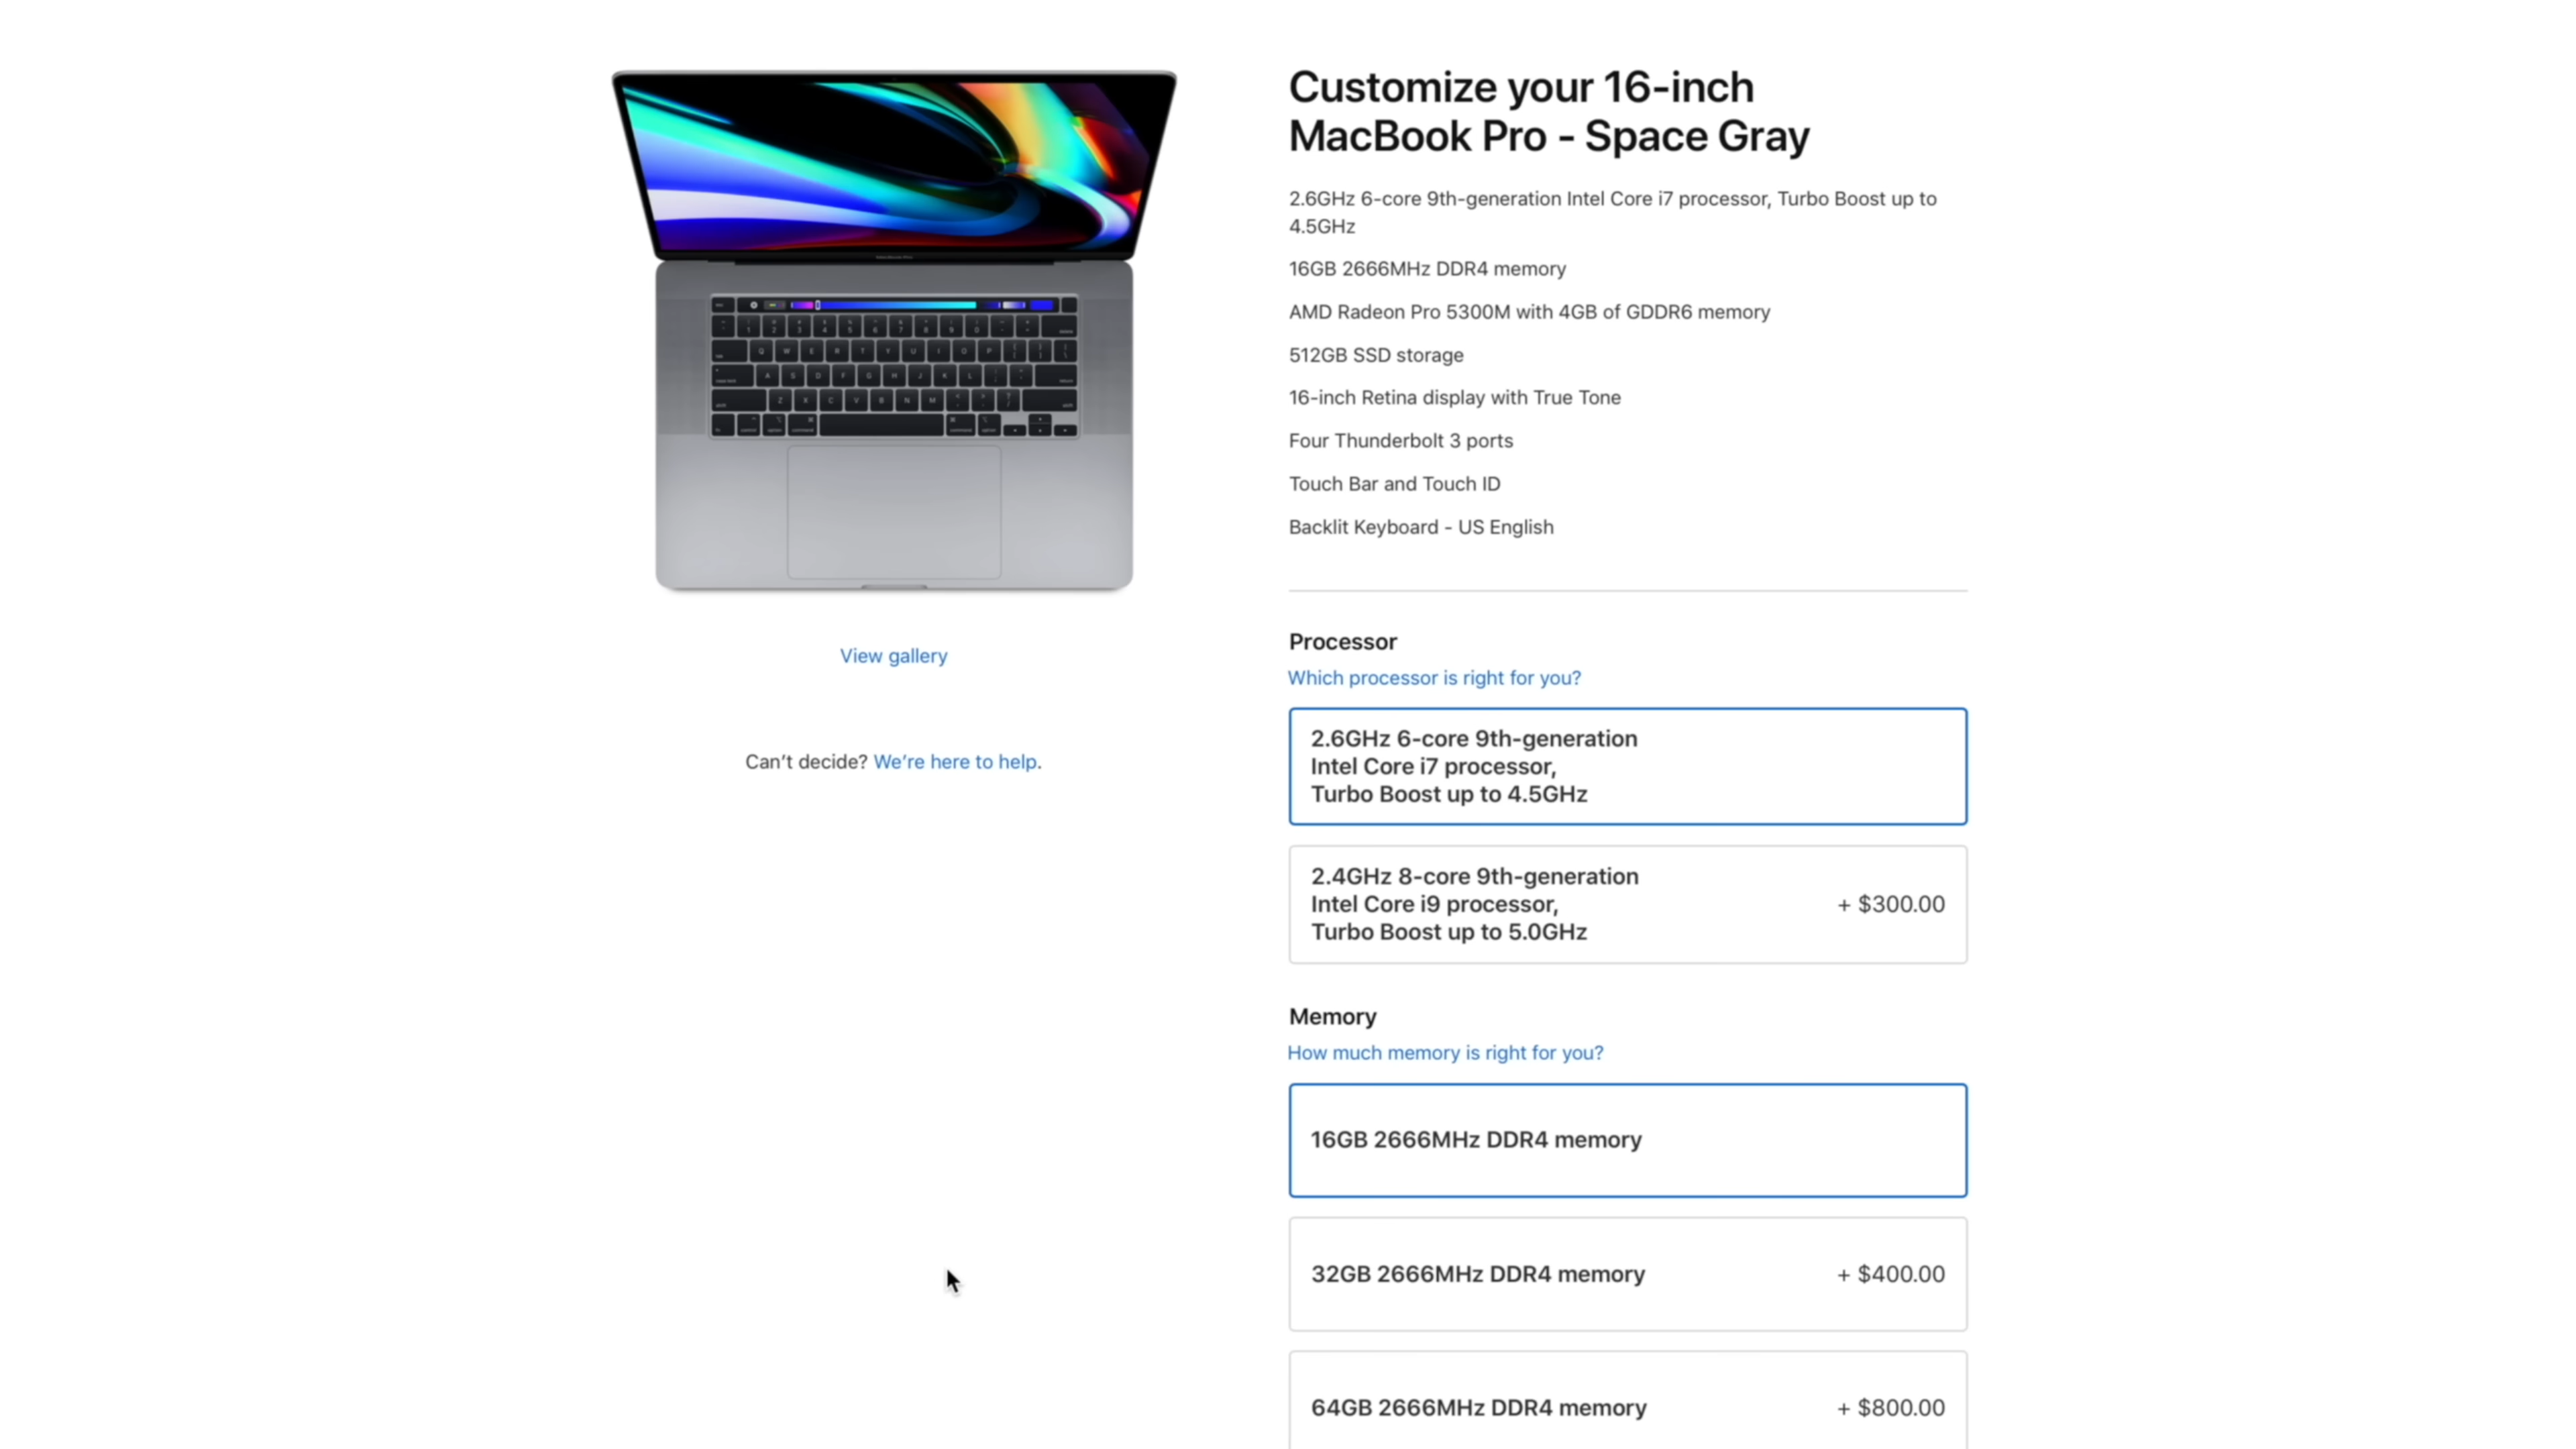 Customize your 16-inch
MacBook Pro - Space Gray
2.6GHz 6-core 9th-generation Intel Core i7 processor, Turbo Boost up to
4.5GHz
16GB 2666MHz DDR4 memory
AMD Radeon Pro 5300M with 4GB of GDDR6 memory
512GB SSD storage
16-inch Retina display with True Tone
Four Thunderbolt 3 ports
Touch Bar and Touch ID
Backlit Keyboard - US English
View gallery
Can't decide? We're here to help.
Processor
Which processor is right for you?
2.6GHz 6-core 9th-generation
Intel Core i7 processor,
Turbo Boost up to 4.5GHz
2.4GHz 8-core 9th-generation
Intel Core i9 processor,
Turbo Boost up to 5.0GHz
+ $300.00
Memory
How much memory is right for you?
16GB 2666MHz DDR4 memory
32GB 2666MHz DDR4 memory
+ $400.00
64GB 2666MHz DDR4 memory
+ $800.00